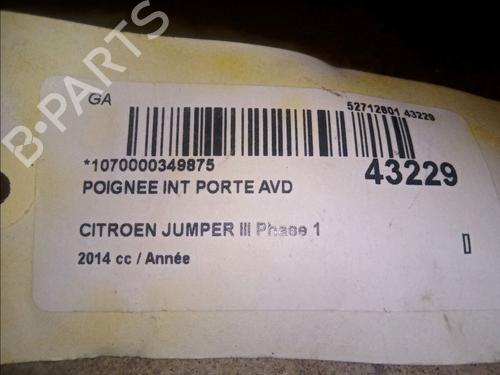 B-PARTS
GA
52712801 43229
*1070000349875
43229
POIGNEE INT PORTE AVD
CITROEN JUMPER III Phase 1
2014 cc / Année